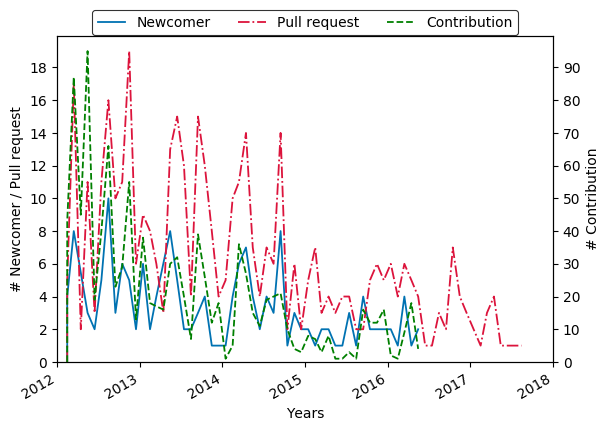 Newcomer Pull request Contribution
18 90
16 80
14 70
12 60
10 50
8 40
6 30
4 20
2 10
0 0
# Newcomer / Pull request
# Contribution
2012 2013 2014 2015 2016 2017 2018
Years